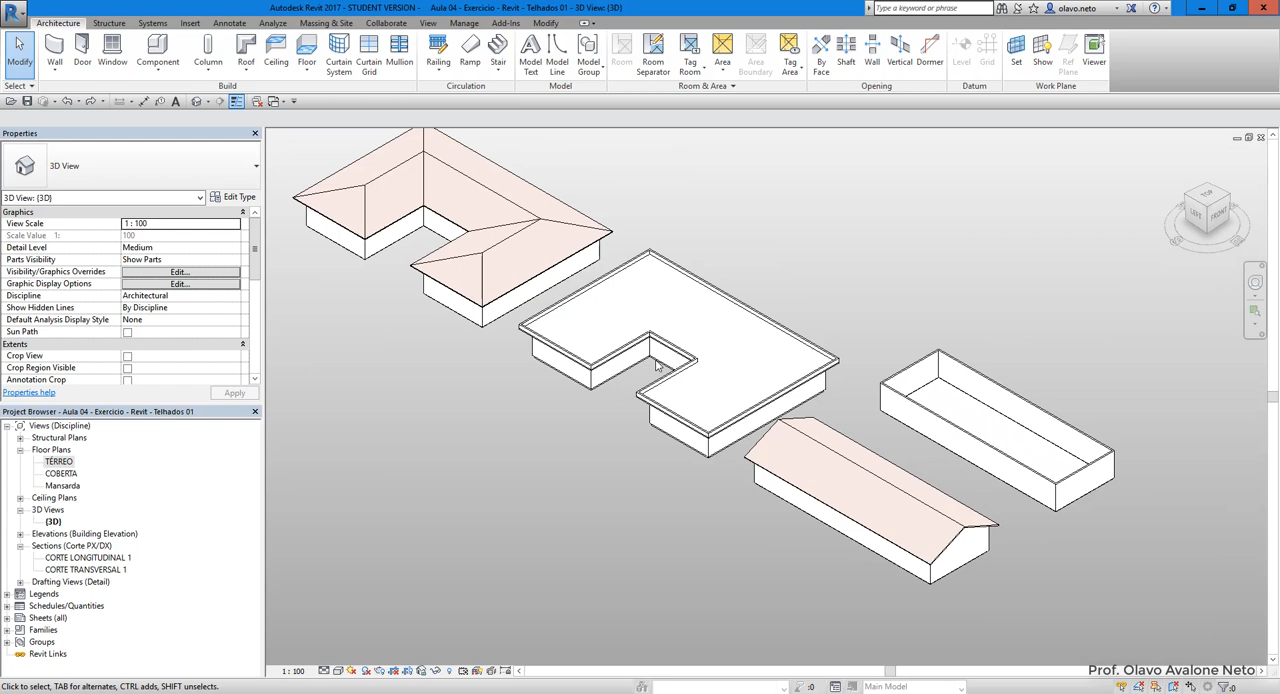 Autodesk Revit 2017 - STUDENT VERSION - Aula 04 - Exercicio - Revit - Telhados 01 - 3D View: {3D}
Type a keyword or phrase
olavo.neto
Architecture Structure Systems Insert Annotate Analyze Massing & Site Collaborate View Manage Add-Ins Modify
Modify Wall Door Window Component Column Roof Ceiling Floor Curtain System Curtain Grid Mullion Railing Ramp Stair Model Text Model Line Model Group Room Room Separator Tag Room Area Area Boundary Tag Area By Face Shaft Wall Vertical Dormer Level Grid Set Show Ref Plane Viewer
Select Build Circulation Model Room & Area Opening Datum Work Plane
Properties
3D View
3D View: {3D} Edit Type
Graphics
View Scale 1 : 100
Scale Value 1: 100
Detail Level Medium
Parts Visibility Show Parts
Visibility/Graphics Overrides Edit...
Graphic Display Options Edit...
Discipline Architectural
Show Hidden Lines By Discipline
Default Analysis Display Style None
Sun Path
Extents
Crop View
Crop Region Visible
Annotation Crop
Properties help Apply
Project Browser - Aula 04 - Exercicio - Revit - Telhados 01
Views (Discipline)
Structural Plans
Floor Plans
TÉRREO
COBERTA
Mansarda
Ceiling Plans
3D Views
{3D}
Elevations (Building Elevation)
Sections (Corte PX/DX)
CORTE LONGITUDINAL 1
CORTE TRANSVERSAL 1
Drafting Views (Detail)
Legends
Schedules/Quantities
Sheets (all)
Families
Groups
Revit Links
TOP
LEFT
FRONT
1 : 100
Prof. Olavo Avalone Neto
Click to select, TAB for alternates, CTRL adds, SHIFT unselects.
:0
Main Model
:0